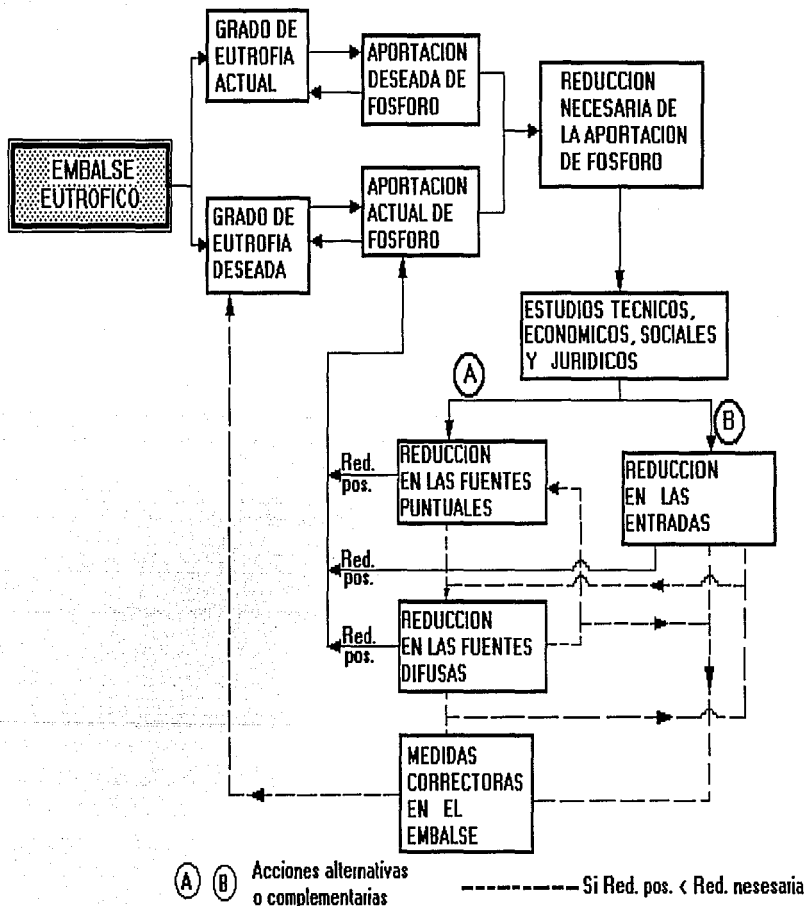 GRADO DE
EUTROFIA
ACTUAL
APORTACION
DESEADA DE
FOSFORO
REDUCCION
NECESARIA DE
LA APORTACION
DE FOSFORO
EMBALSE
EUTROFICO
APORTACION
ACTUAL DE
FOSFORO
GRADO DE
EUTROFIA
DESEADA
ESTUDIOS TECNICOS,
ECONOMICOS, SOCIALES
Y JURIDICOS
A
B
Red.
pos.
REDUCCION
EN LAS FUENTES
PUNTUALES
REDUCCION
EN LAS
ENTRADAS
Red.
pos.
Red.
pos.
REDUCCION
EN LAS FUENTES
DIFUSAS
MEDIDAS
CORRECTORAS
EN EL
EMBALSE
A B Acciones alternativas
o complementarias
Si Red. pos. < Red. nesesaria